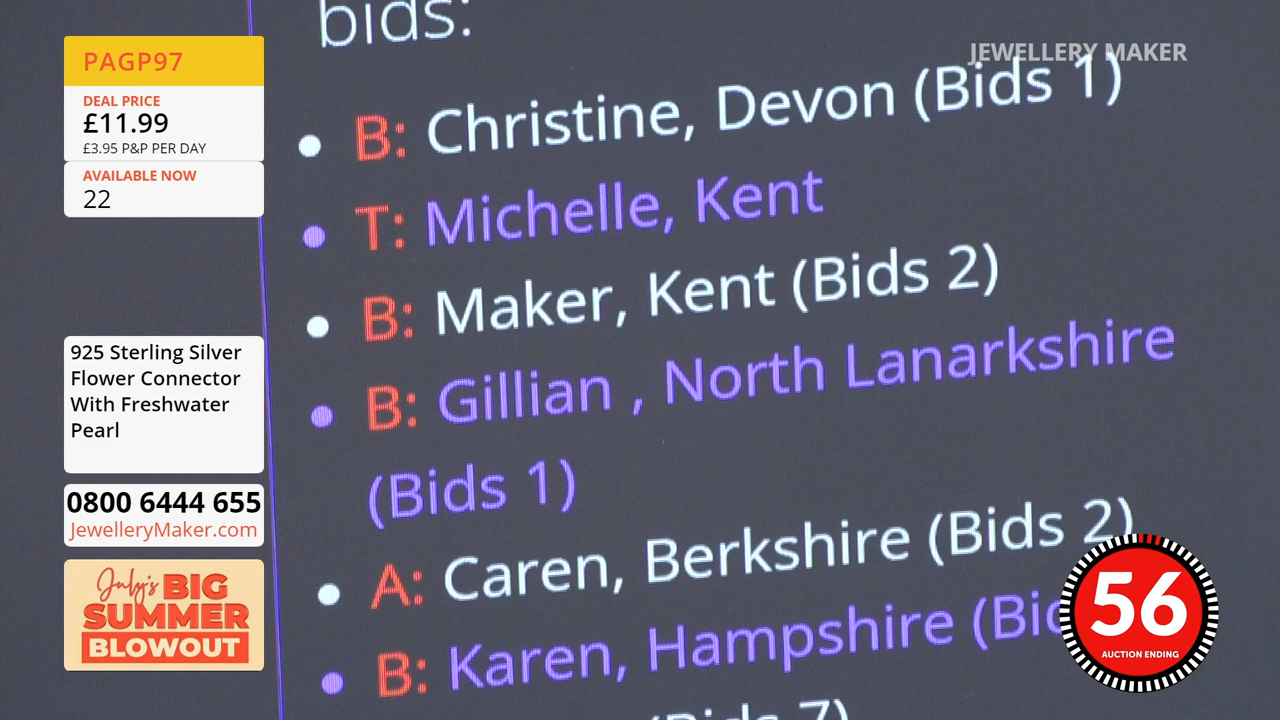 PAGP97
DEAL PRICE
£11.99
£3.95 P&P PER DAY
AVAILABLE NOW
22
925 Sterling Silver
Flower Connector
With Freshwater
Pearl
0800 6444 655
JewelleryMaker.com
July's BIG
SUMMER
BLOWOUT
JEWELLERY MAKER
bids:
• B: Christine, Devon (Bids 1)
• T: Michelle, Kent
• B: Maker, Kent (Bids 2)
• B: Gillian , North Lanarkshire
(Bids 1)
• A: Caren, Berkshire (Bids 2)
• B: Karen, Hampshire
(Bids 7)
56
AUCTION ENDING